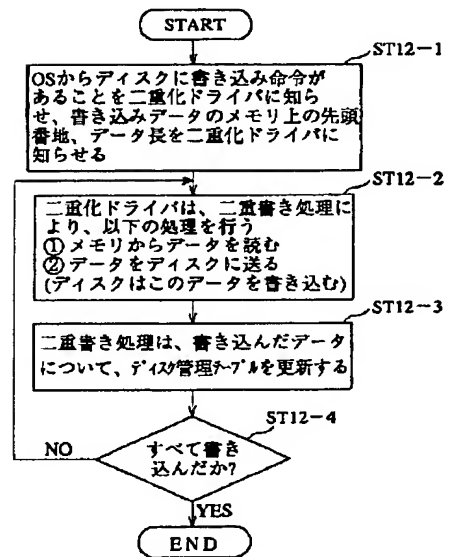 START
ST12-1
OSからディスクに書き込み命令が
あることを二重化ドライバに知ら
せ、書き込みデータのメモリ上の先頭
番地、データ長を二重化ドライバに
知らせる
ST12-2
二重化ドライバは、二重書き処理に
より、以下の処理を行う
①メモリからデータを読む
②データをディスクに送る
(ディスクはこのデータを書き込む)
ST12-3
二重書き処理は、書き込んだデータ
について、ディスク管理テーブルを更新する
ST12-4
すべて書き
込んだか?
NO
YES
END